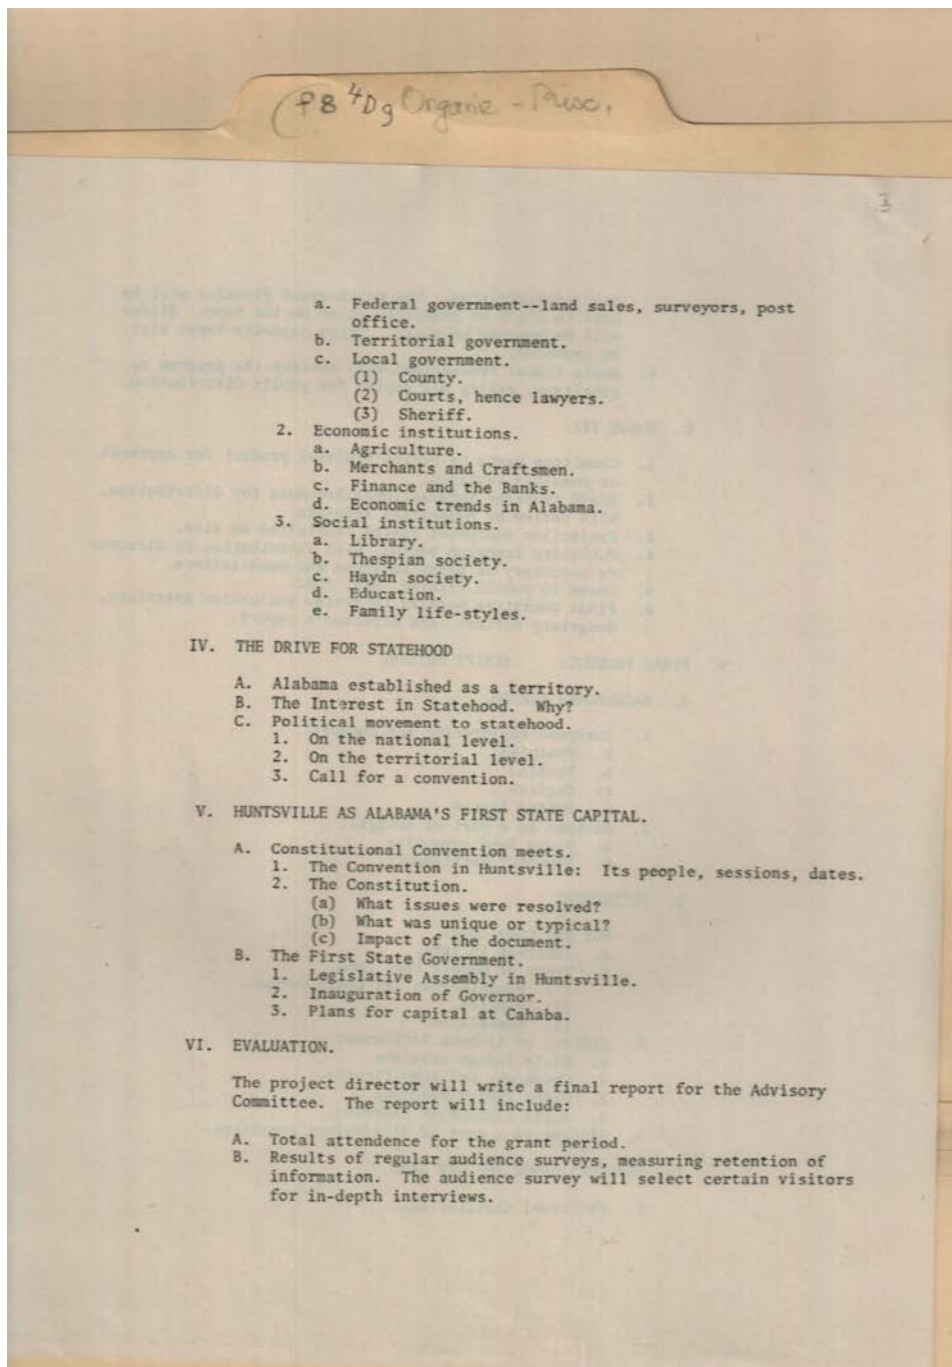 P8 4Dg Organic - Misc.
3
a. Federal government--land sales, surveyors, post
office.
b. Territorial government.
c. Local government.
(1) County.
(2) Courts, hence lawyers.
(3) Sheriff.
2. Economic institutions.
a. Agriculture.
b. Merchants and Craftsmen.
c. Finance and the Banks.
d. Economic trends in Alabama.
3. Social institutions.
a. Library.
b. Thespian society.
c. Haydn society.
d. Education.
e. Family life-styles.
IV. THE DRIVE FOR STATEHOOD
A. Alabama established as a territory.
B. The Interest in Statehood. Why?
C. Political movement to statehood.
1. On the national level.
2. On the territorial level.
3. Call for a convention.
V. HUNTSVILLE AS ALABAMA'S FIRST STATE CAPITAL.
A. Constitutional Convention meets.
1. The Convention in Huntsville: Its people, sessions, dates.
2. The Constitution.
(a) What issues were resolved?
(b) What was unique or typical?
(c) Impact of the document.
B. The First State Government.
1. Legislative Assembly in Huntsville.
2. Inauguration of Governor.
3. Plans for capital at Cahaba.
VI. EVALUATION.
The project director will write a final report for the Advisory
Committee. The report will include:
A. Total attendence for the grant period.
B. Results of regular audience surveys, measuring retention of
information. The audience survey will select certain visitors
for in-depth interviews.